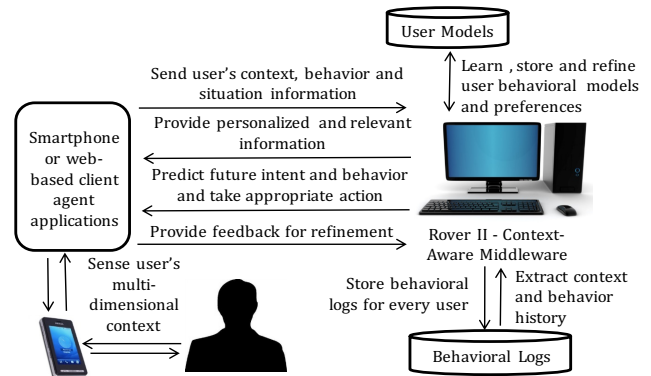 User Models
Learn , store and refine
user behavioral models
and preferences
Send user's context, behavior and
situation information
Provide personalized and relevant
information
Predict future intent and behavior
and take appropriate action
Provide feedback for refinement
Smartphone
or web-
based client
agent
applications
Rover II - Context-
Aware Middleware
Sense user's
multi-
dimensional
context
Store behavioral
logs for every user
Extract context
and behavior
history
Behavioral Logs